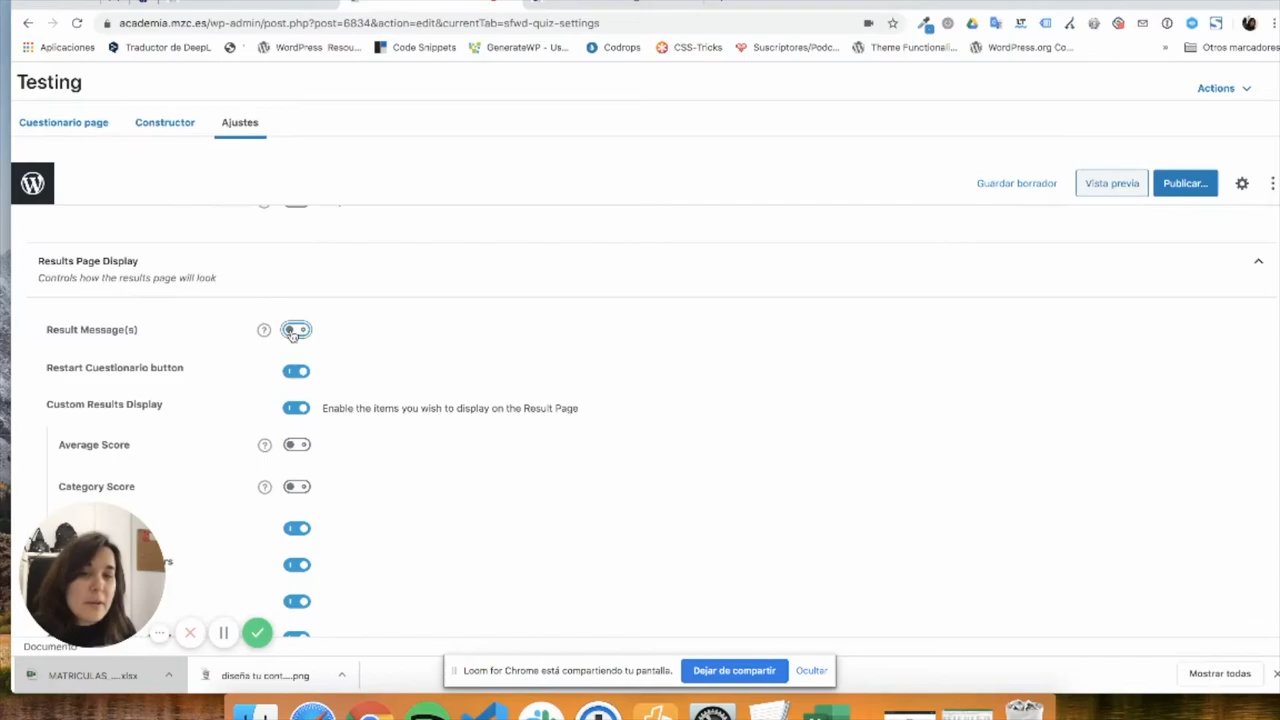 academia.mzc.es/wp-admin/post.php?post=6834&action=edit&currentTab=sfwd-quiz-settings
Aplicaciones Traductor de DeepL WordPress Resou... Code Snippets GenerateWP - Us... Codrops CSS-Tricks Suscriptores/Podc... Theme Functionali... WordPress.org Co... » Otros marcadores
Testing
Actions
Cuestionario page Constructor Ajustes
Guardar borrador Vista previa Publicar...
Results Page Display
Controls how the results page will look
Result Message(s)
Restart Cuestionario button
Custom Results Display Enable the items you wish to display on the Result Page
Average Score
Category Score
rs
Documento
MATRICULAS_....xlsx diseña tu cont....png Loom for Chrome está compartiendo tu pantalla. Dejar de compartir Ocultar Mostrar todas